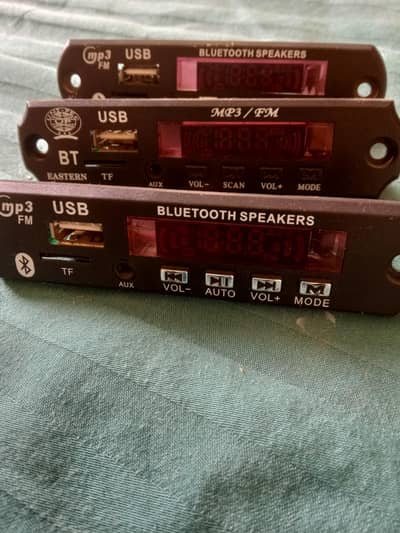 mp3 USB BLUETOOTH SPEAKERS
FM
USB MP3 / FM
BT
EASTERN TF AUX VOL- SCAN VOL+ MODE
mp3 USB BLUETOOTH SPEAKERS
FM
TF AUX VOL- AUTO VOL+ MODE